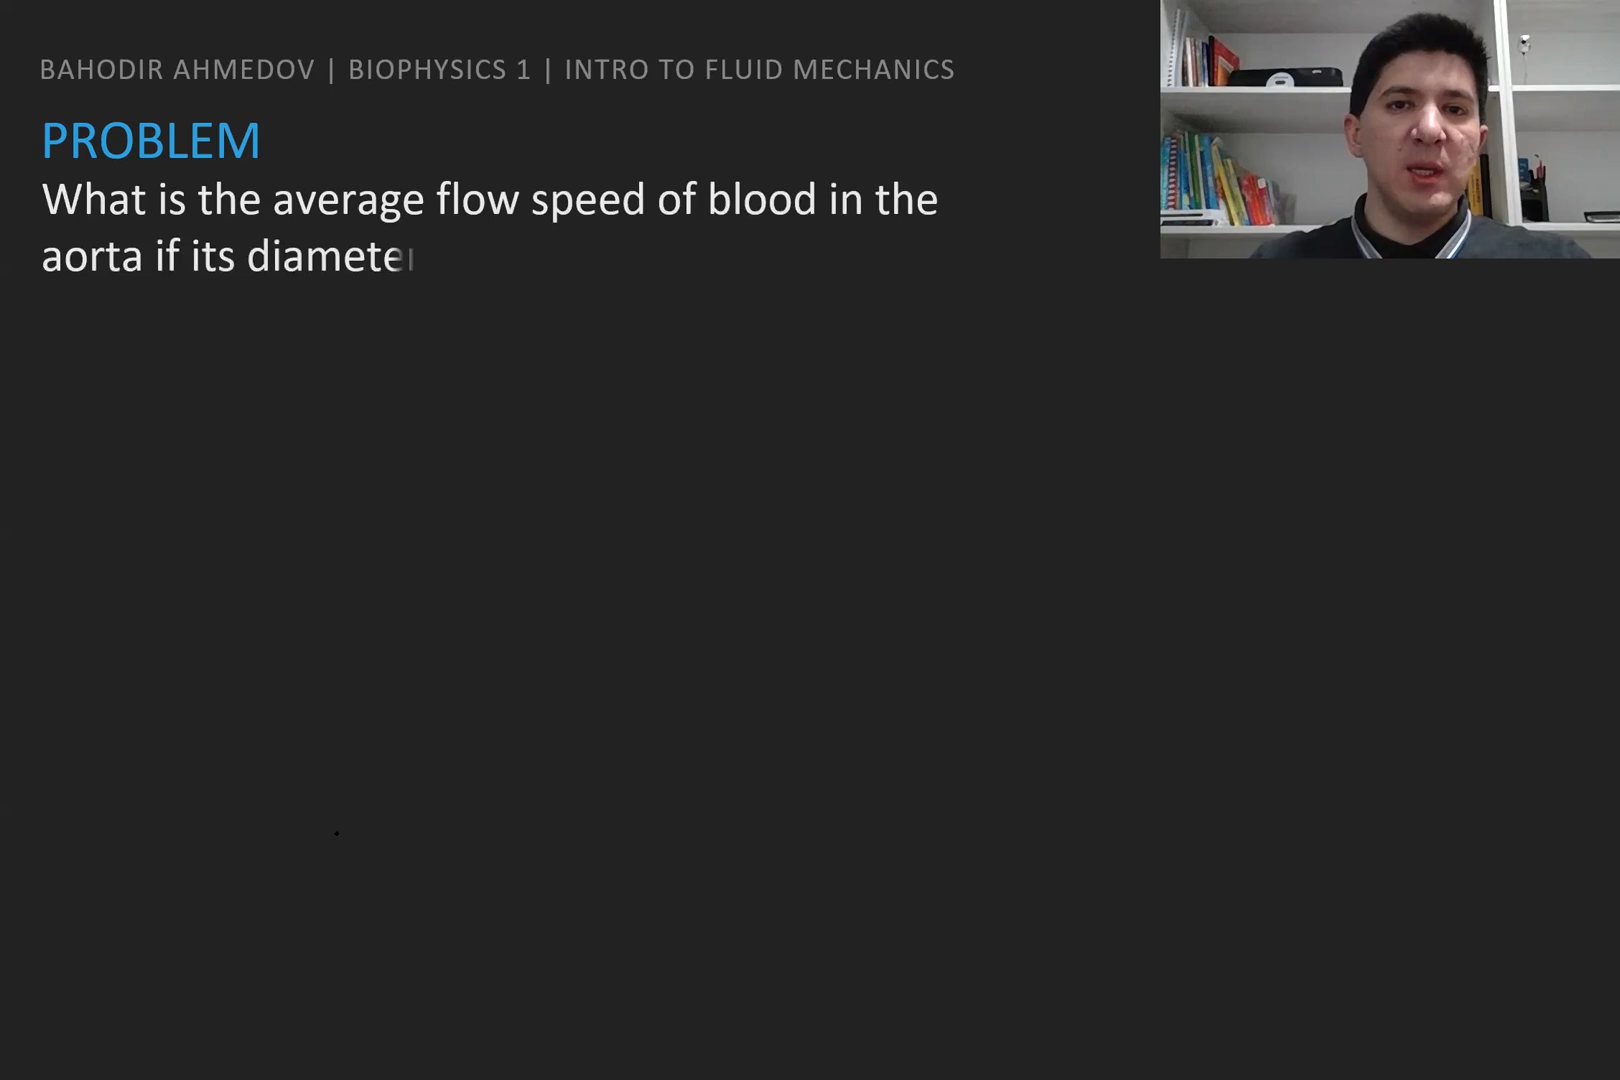 BAHODIR AHMEDOV | BIOPHYSICS 1 | INTRO TO FLUID MECHANICS
PROBLEM
What is the average flow speed of blood in the
aorta if its diameter